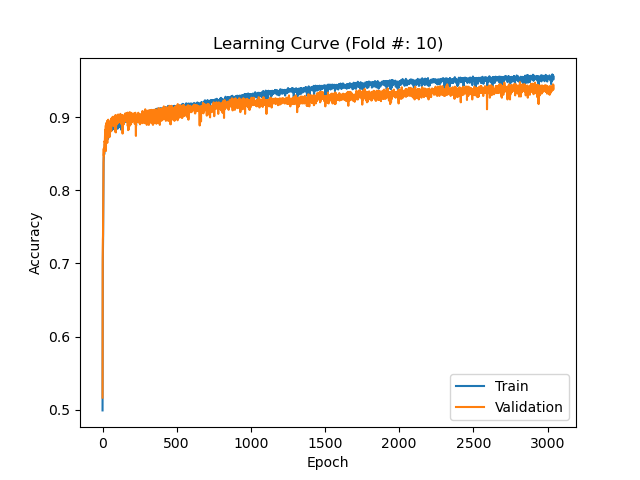 Learning Curve (Fold #: 10)
Accuracy
0.9
0.8
0.7
0.6
0.5
Train
Validation
0 500 1000 1500 2000 2500 3000
Epoch